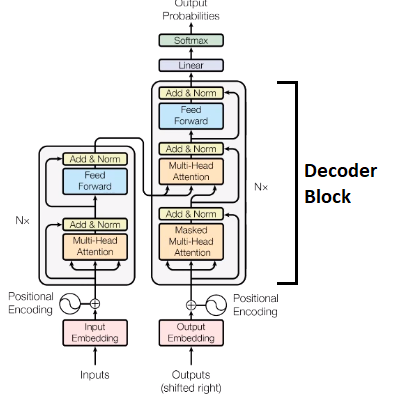 Output
Probabilities
Softmax
Linear
Add & Norm
Feed
Forward
Add & Norm
Multi-Head
Attention
Add & Norm
Masked
Multi-Head
Attention
Nx
Decoder
Block
Add & Norm
Feed
Forward
Add & Norm
Multi-Head
Attention
Nx
Positional
Encoding
Positional
Encoding
Input
Embedding
Output
Embedding
Inputs
Outputs
(shifted right)